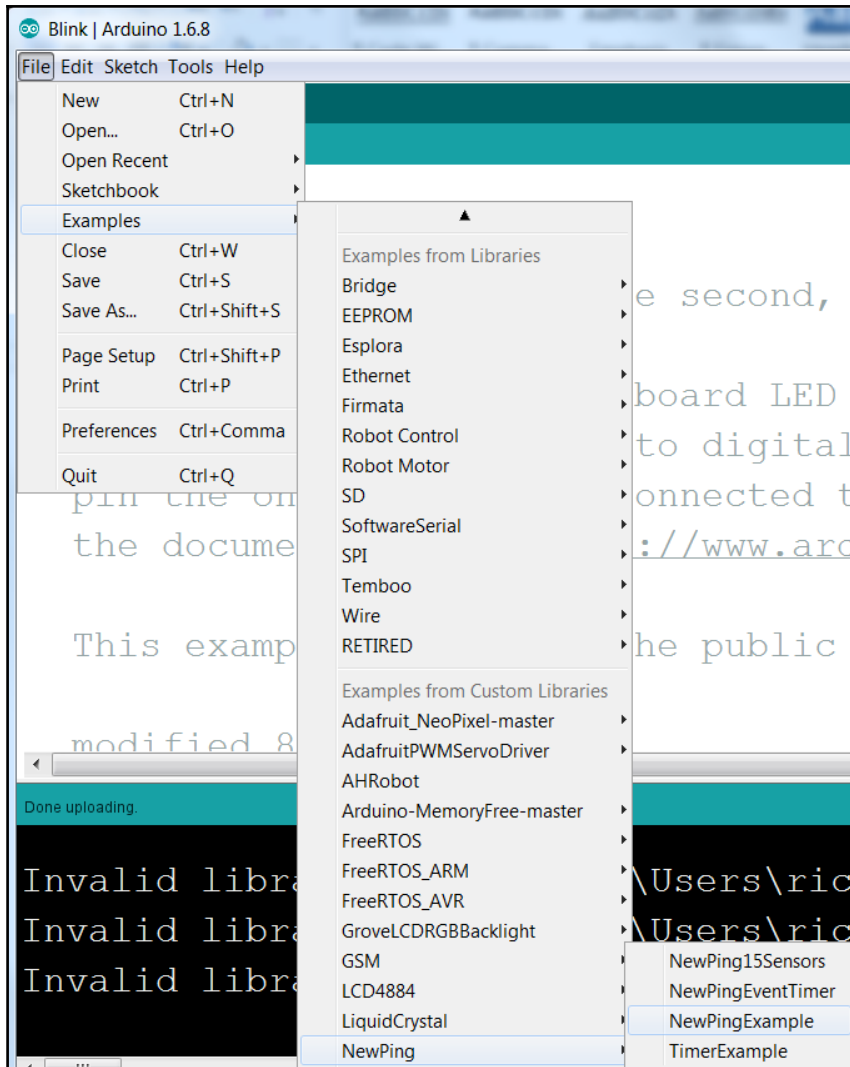 Blink | Arduino 1.6.8
File Edit Sketch Tools Help
New Ctrl+N
Open... Ctrl+O
Open Recent
Sketchbook
Examples
Close Ctrl+W
Save Ctrl+S
Save As... Ctrl+Shift+S
Page Setup Ctrl+Shift+P
Print Ctrl+P
Preferences Ctrl+Comma
Quit Ctrl+Q
Examples from Libraries
Bridge
EEPROM
Esplora
Ethernet
Firmata
Robot Control
Robot Motor
SD
SoftwareSerial
SPI
Temboo
Wire
RETIRED
Examples from Custom Libraries
Adafruit_NeoPixel-master
AdafruitPWMServoDriver
AHRobot
Arduino-MemoryFree-master
FreeRTOS
FreeRTOS_ARM
FreeRTOS_AVR
GroveLCDRGBBacklight
GSM
LCD4884
LiquidCrystal
NewPing
NewPing15Sensors
NewPingEventTimer
NewPingExample
TimerExample
e second,
board LED
to digital
pin the on onnected t
the docume ://www.arc
This examp he public
modified 8
Done uploading.
Invalid libra \Users\ric
Invalid libra \Users\ric
Invalid libra